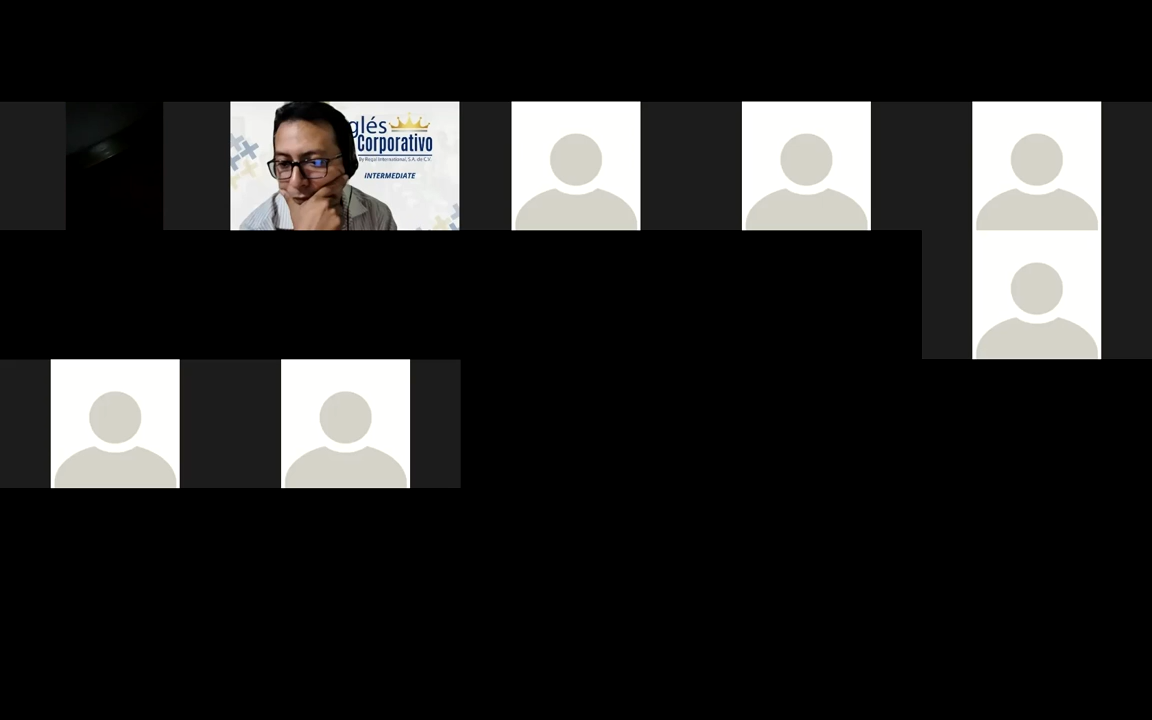 glés
Corporativo
By Regal International, S.A. de C.V.
INTERMEDIATE